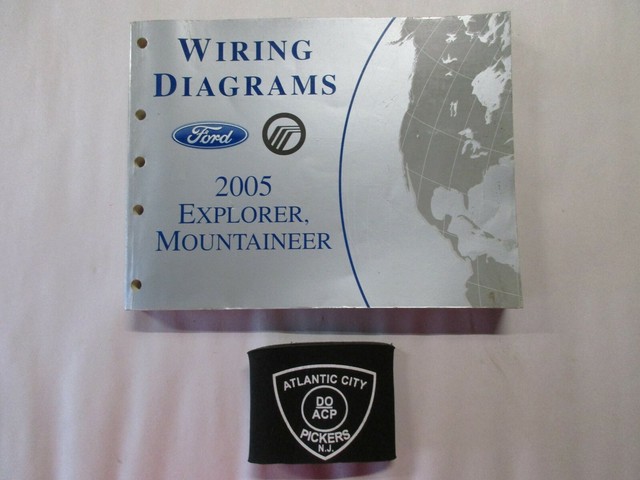 WIRING
DIAGRAMS
Ford
2005
EXPLORER,
MOUNTAINEER
ATLANTIC CITY
DO
ACP
PICKERS
N.J.